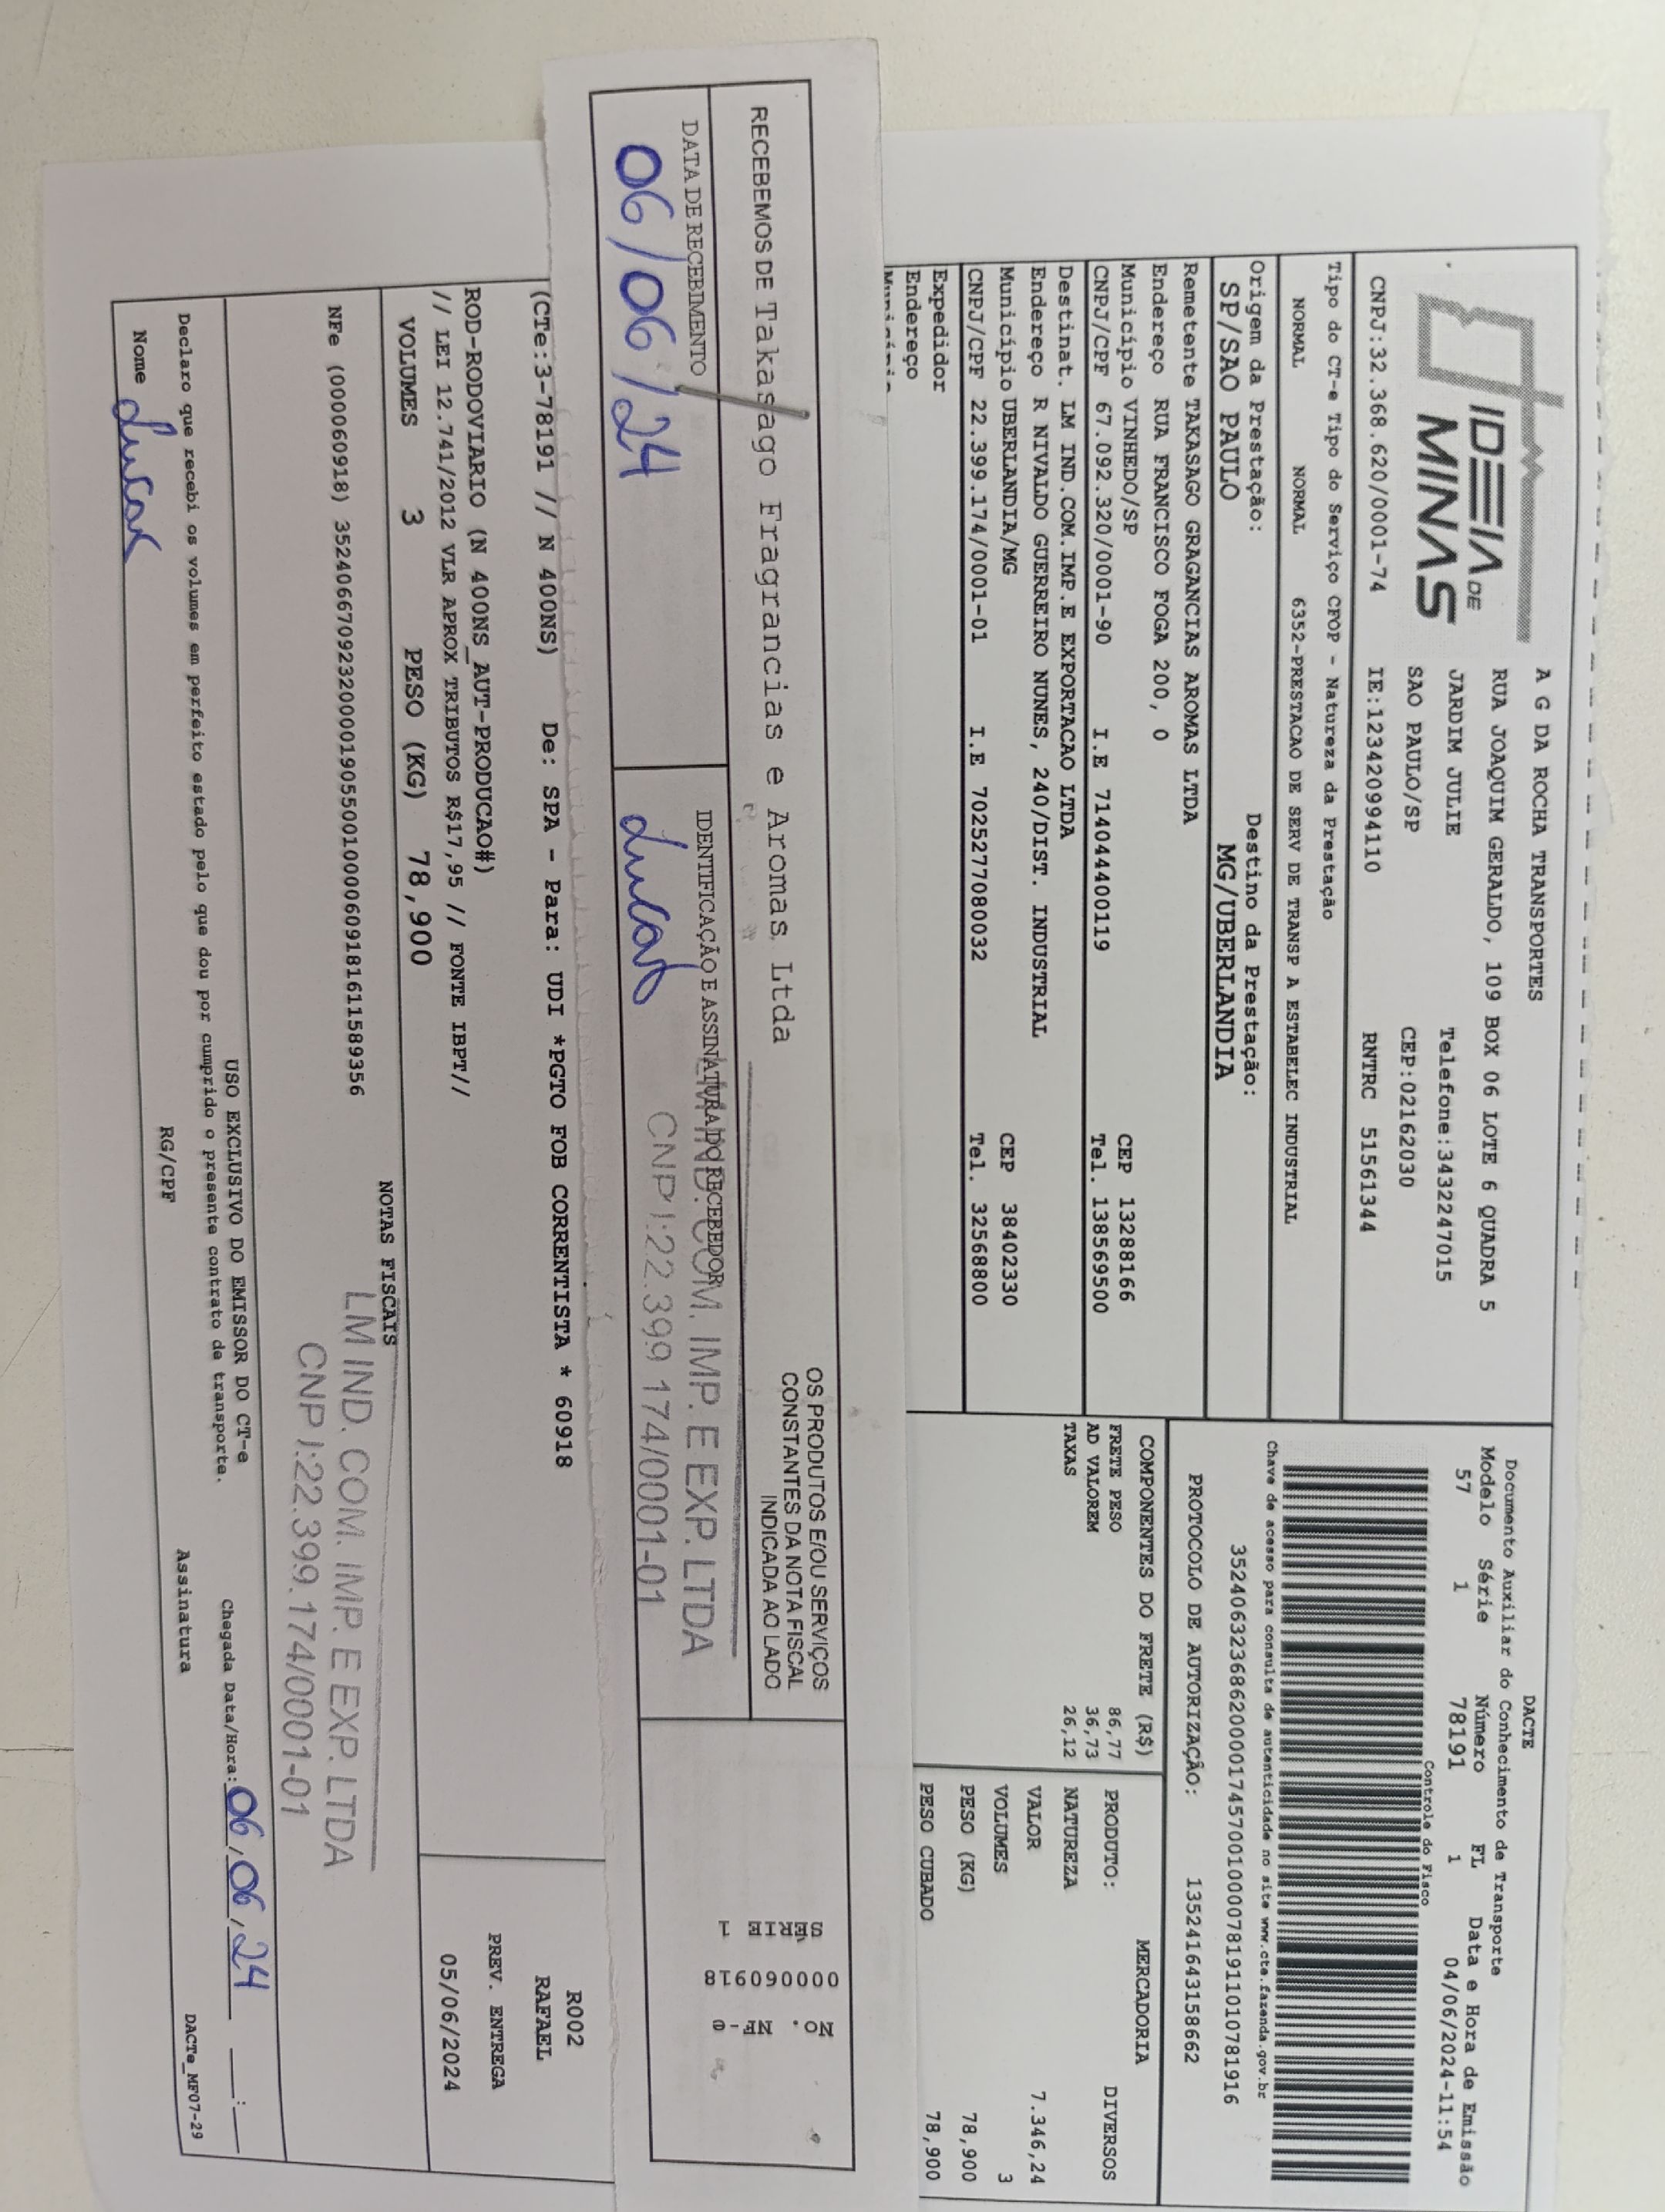 IDEIA DE
MINAS
A G DA ROCHA TRANSPORTES
RUA JOAQUIM GERALDO, 109 BOX 06 LOTE 6 QUADRA 5
JARDIM JULIE Telefone:3432247015
SAO PAULO/SP CEP:02162030
CNPJ:32.368.620/0001-74 IE:123420994110 RNTRC 51561344
Tipo do CT-e Tipo do Serviço CFOP - Natureza da Prestação
NORMAL NORMAL 6352-PRESTACAO DE SERV DE TRANSP A ESTABELEC INDUSTRIAL
Origem da Prestação: Destino da Prestação:
SP/SAO PAULO MG/UBERLANDIA
Remetente TAKASAGO GRAGANCIAS AROMAS LTDA
Endereço RUA FRANCISCO FOGA 200, 0
Município VINHEDO/SP CEP 13288166
CNPJ/CPF 67.092.320/0001-90 I.E 714044400119 Tel. 138569500
Destinat. LM IND.COM.IMP.E EXPORTACAO LTDA
Endereço R NIVALDO GUERREIRO NUNES, 240/DIST. INDUSTRIAL
Município UBERLANDIA/MG CEP 38402330
CNPJ/CPF 22.399.174/0001-01 I.E 7025277080032 Tel. 32568800
Expedidor
Endereço
DACTE
Documento Auxiliar do Conhecimento de Transporte
Modelo Série Número FL Data e Hora de Emissão
57 1 78191 1 04/06/2024-11:54
Controle do Fisco
Chave de acesso para consulta de autenticidade no site www.cte.fazenda.gov.br
35240632368620000174570010000781911010781916
PROTOCOLO DE AUTORIZAÇÃO: 135241643158662
COMPONENTES DO FRETE (R$)
FRETE PESO 86,77
AD VALOREM 36,73
TAXAS 26,12
MERCADORIA
PRODUTO: DIVERSOS
NATUREZA
VALOR 7.346,24
VOLUMES 3
PESO (KG) 78,900
PESO CUBADO 78,900
RECEBEMOS DE Takasago Fragrancias e Aromas Ltda
OS PRODUTOS E/OU SERVIÇOS
CONSTANTES DA NOTA FISCAL
INDICADA AO LADO
DATA DE RECEBIMENTO
06/06/24
IDENTIFICAÇÃO E ASSINATURA DO RECEBEDOR
Lucas
LM IND. COM. IMP. E EXP. LTDA
CNPJ:22.399 174/0001-01
NO. NF-e
000060918
SERIE 1
(CTe:3-78191 // N 400NS) De: SPA - Para: UDI *PGTO FOB CORRENTISTA * 60918
ROD-RODOVIARIO (N 400NS_AUT-PRODUCAO#)
// LEI 12.741/2012 VLR APROX TRIBUTOS R$17,95 // FONTE IBPT//
VOLUMES 3 PESO (KG) 78,900
R002
RAFAEL
PREV. ENTREGA
05/06/2024
NOTAS FISCAIS
NFe (000060918) 35240667092320000190550010000609181611589356
LM IND. COM. IMP. E EXP. LTDA
CNPJ:22.399.174/0001-01
USO EXCLUSIVO DO EMISSOR DO CT-e
Declaro que recebi os volumes em perfeito estado pelo que dou por cumprido o presente contrato de transporte.
Chegada Data/Hora: 06/06/24 __:__
Nome Lucas RG/CPF Assinatura
DACTe_MF07-29